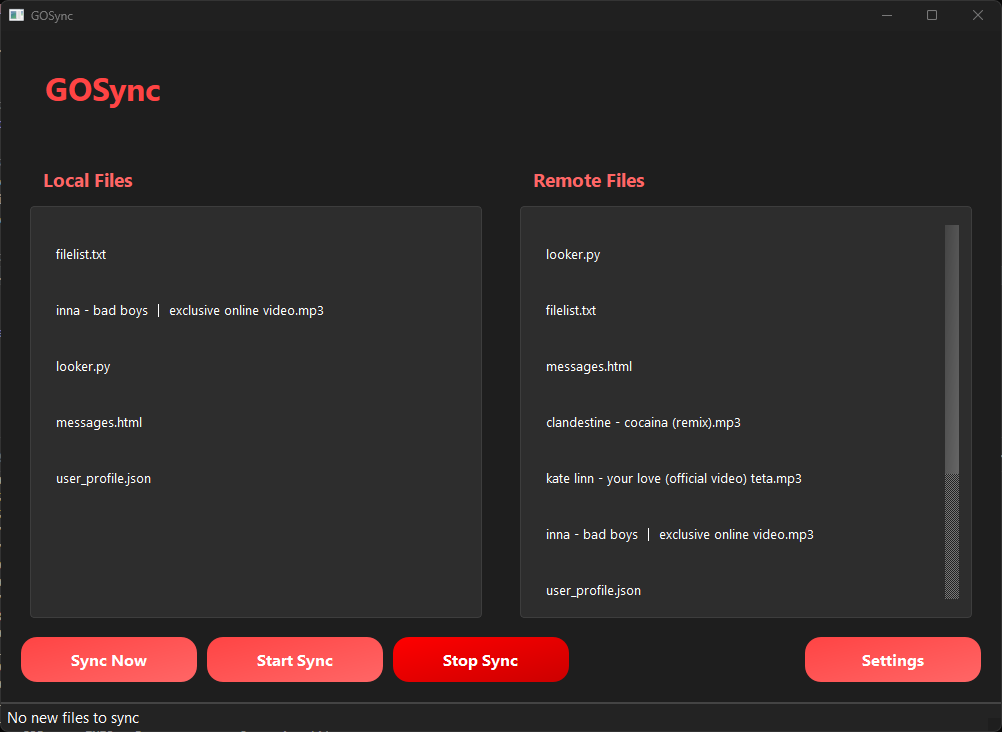 GOSync
GOSync
Local Files
filelist.txt
inna - bad boys | exclusive online video.mp3
looker.py
messages.html
user_profile.json
Remote Files
looker.py
filelist.txt
messages.html
clandestine - cocaina (remix).mp3
kate linn - your love (official video) teta.mp3
inna - bad boys | exclusive online video.mp3
user_profile.json
Sync Now
Start Sync
Stop Sync
Settings
No new files to sync